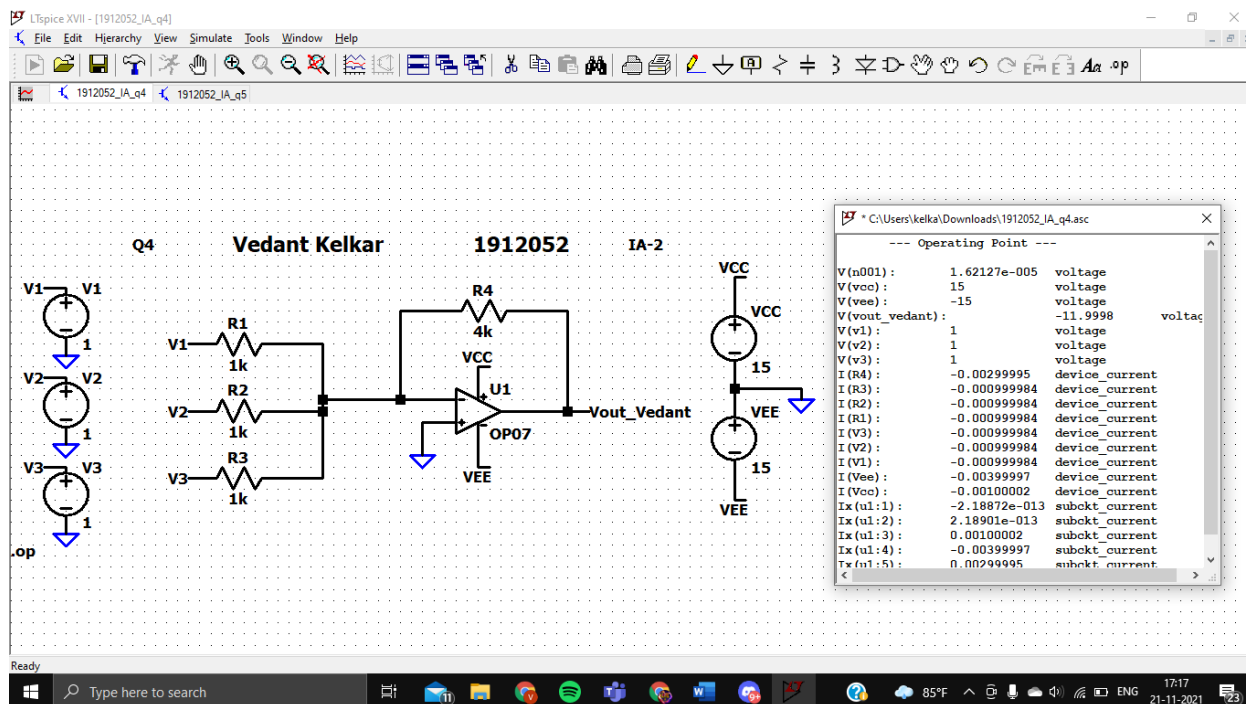 LTspice XVII - [1912052_IA_q4]
File Edit Hierarchy View Simulate Tools Window Help
Aa .op
1912052_IA_q4 1912052_IA_q5
Q4 Vedant Kelkar 1912052 IA-2
V1 V1
1
V2 V2
1
V3 V3
1
.op
V1 R1
1k
V2 R2
1k
V3 R3
1k
R4
4k
VCC
U1
OP07
VEE
Vout_Vedant
VCC
VCC
15
VEE
15
VEE
* C:\Users\kelka\Downloads\1912052_IA_q4.asc
--- Operating Point ---
V(n001): 1.62127e-005 voltage
V(vcc): 15 voltage
V(vee): -15 voltage
V(vout_vedant): -11.9998 voltag
V(v1): 1 voltage
V(v2): 1 voltage
V(v3): 1 voltage
I(R4): -0.00299995 device_current
I(R3): -0.000999984 device_current
I(R2): -0.000999984 device_current
I(R1): -0.000999984 device_current
I(V3): -0.000999984 device_current
I(V2): -0.000999984 device_current
I(V1): -0.000999984 device_current
I(Vee): -0.00399997 device_current
I(Vcc): -0.00100002 device_current
Ix(u1:1): -2.18872e-013 subckt_current
Ix(u1:2): 2.18901e-013 subckt_current
Ix(u1:3): 0.00100002 subckt_current
Ix(u1:4): -0.00399997 subckt_current
Ix(u1:5): 0.00299995 subckt_current
Ready
Type here to search
11
85°F
ENG
17:17
21-11-2021
23